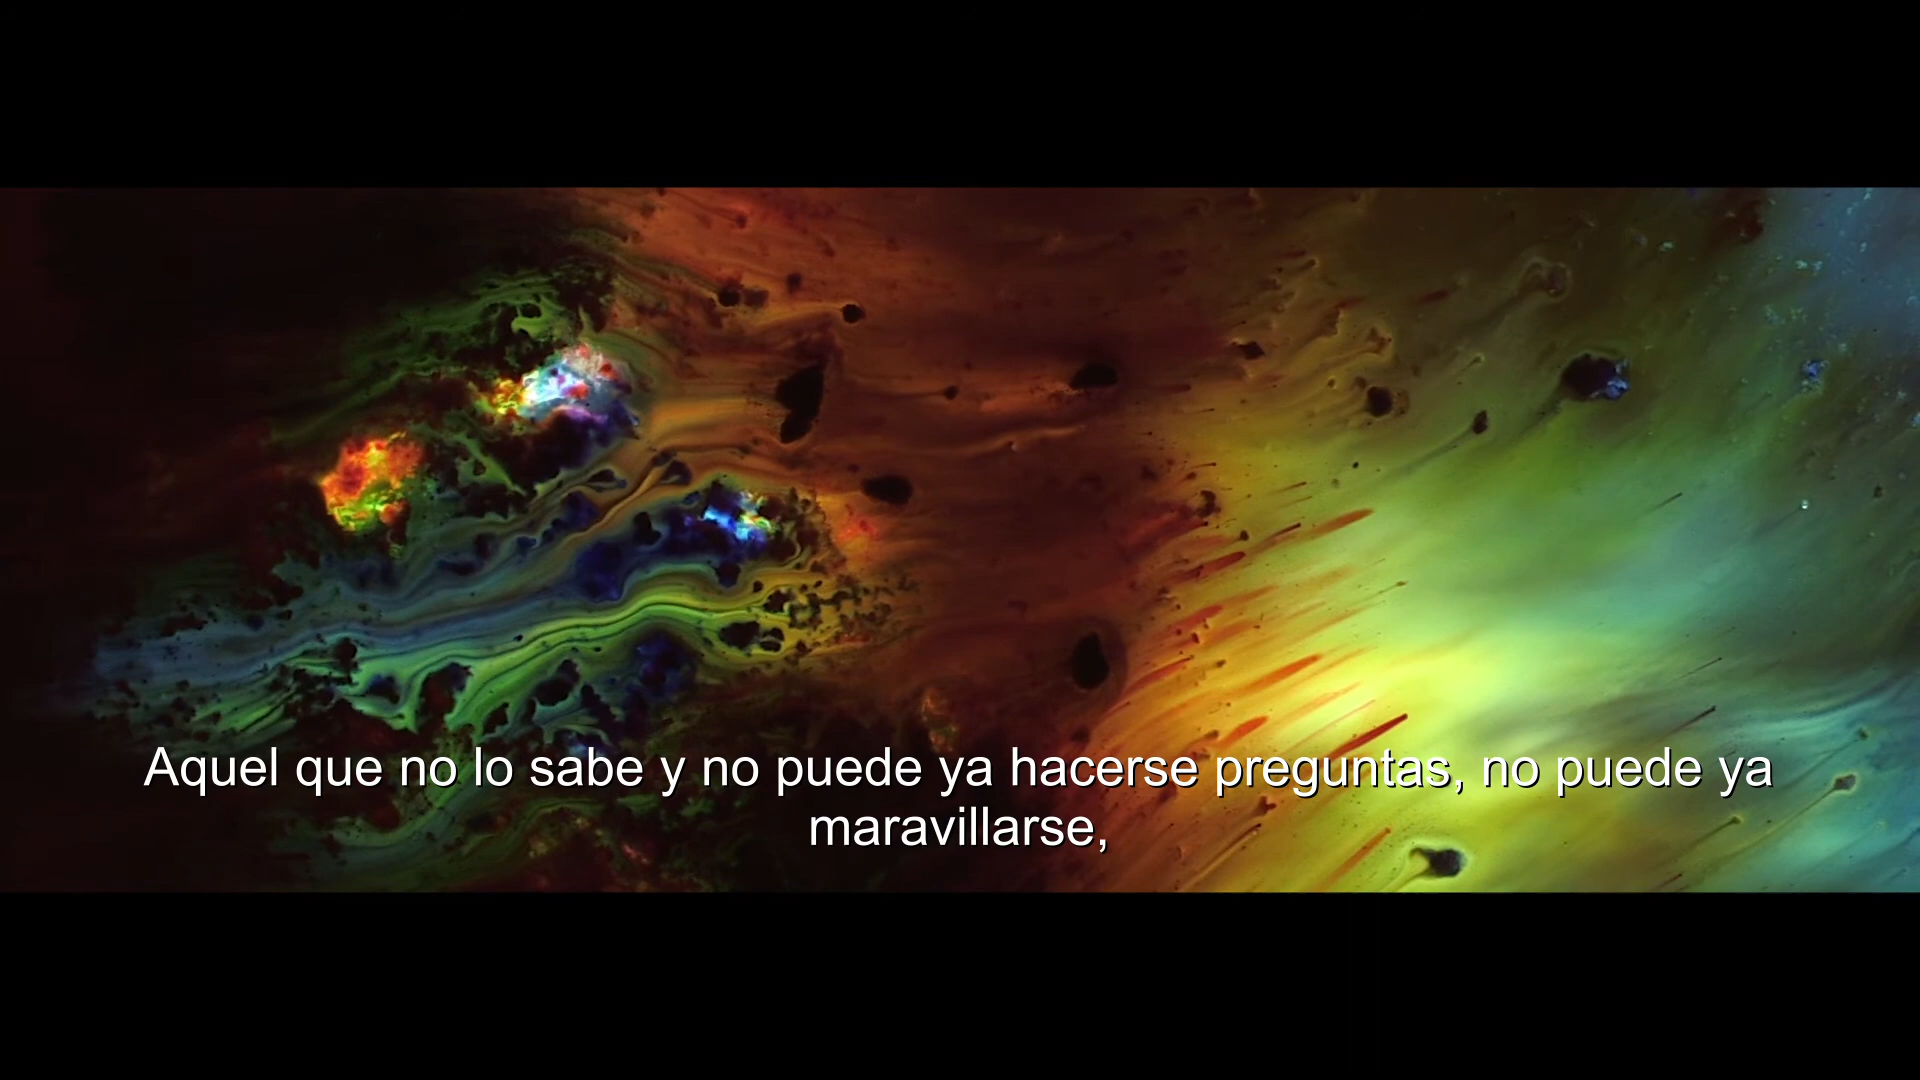 Aquel que no lo sabe y no puede ya hacerse preguntas, no puede ya
maravillarse,